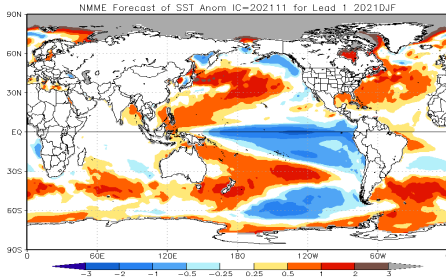 NMME Forecast of SST Anom IC=202111 for Lead 1 2021DJF
90N
60N
30N
EQ
30S
60S
90S
0 60E 120E 180 120W 60W
-3 -2 -1 -0.5 -0.25 0.25 0.5 1 2 3